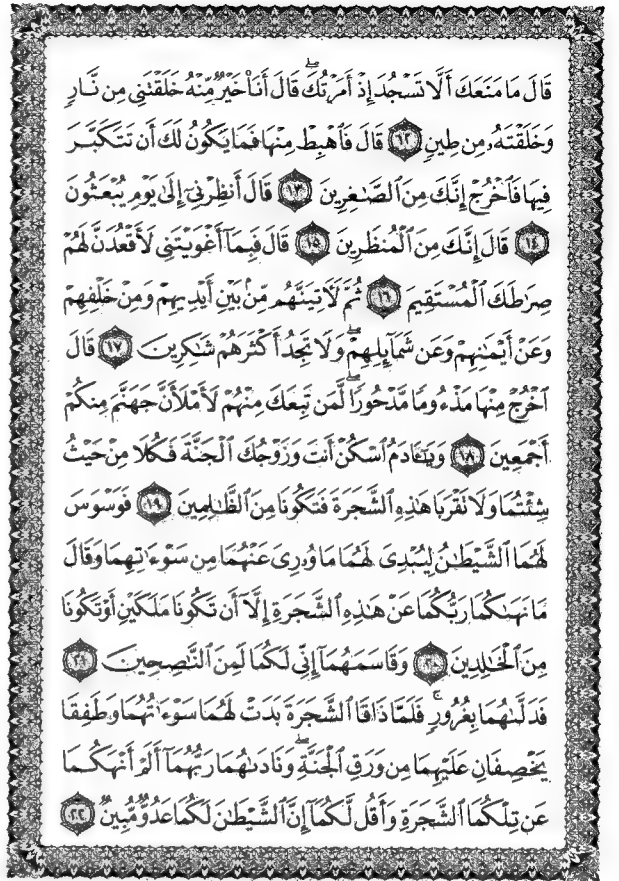 قَالَ مَا مَنَعَكَ أَلَّا تَسْجُدَ إِذْ أَمَرْتُكَ ۖ قَالَ أَنَا۠ خَيْرٌ مِّنْهُ خَلَقْتَنِى مِن نَّارٍ
وَخَلَقْتَهُۥ مِن طِينٍ ١٢ قَالَ فَٱهْبِطْ مِنْهَا فَمَا يَكُونُ لَكَ أَن تَتَكَبَّرَ
فِيهَا فَٱخْرُجْ إِنَّكَ مِنَ ٱلصَّـٰغِرِينَ ١٣ قَالَ أَنظِرْنِىٓ إِلَىٰ يَوْمِ يُبْعَثُونَ
١٤ قَالَ إِنَّكَ مِنَ ٱلْمُنظَرِينَ ١٥ قَالَ فَبِمَآ أَغْوَيْتَنِى لَأَقْعُدَنَّ لَهُمْ
صِرَٰطَكَ ٱلْمُسْتَقِيمَ ١٦ ثُمَّ لَـَٔاتِيَنَّهُم مِّنۢ بَيْنِ أَيْدِيهِمْ وَمِنْ خَلْفِهِمْ
وَعَنْ أَيْمَـٰنِهِمْ وَعَن شَمَآئِلِهِمْ ۖ وَلَا تَجِدُ أَكْثَرَهُمْ شَـٰكِرِينَ ١٧ قَالَ
ٱخْرُجْ مِنْهَا مَذْءُومًا مَّدْحُورًا ۖ لَّمَن تَبِعَكَ مِنْهُمْ لَأَمْلَأَنَّ جَهَنَّمَ مِنكُمْ
أَجْمَعِينَ ١٨ وَيَـٰٓـَٔادَمُ ٱسْكُنْ أَنتَ وَزَوْجُكَ ٱلْجَنَّةَ فَكُلَا مِنْ حَيْثُ
شِئْتُمَا وَلَا تَقْرَبَا هَـٰذِهِ ٱلشَّجَرَةَ فَتَكُونَا مِنَ ٱلظَّـٰلِمِينَ ١٩ فَوَسْوَسَ
لَهُمَا ٱلشَّيْطَـٰنُ لِيُبْدِىَ لَهُمَا مَا وُۥرِىَ عَنْهُمَا مِن سَوْءَٰتِهِمَا وَقَالَ
مَا نَهَىٰكُمَا رَبُّكُمَا عَنْ هَـٰذِهِ ٱلشَّجَرَةِ إِلَّآ أَن تَكُونَا مَلَكَيْنِ أَوْ تَكُونَا
مِنَ ٱلْخَـٰلِدِينَ ٢٠ وَقَاسَمَهُمَآ إِنِّى لَكُمَا لَمِنَ ٱلنَّـٰصِحِينَ ٢١
فَدَلَّىٰهُمَا بِغُرُورٍ ۚ فَلَمَّا ذَاقَا ٱلشَّجَرَةَ بَدَتْ لَهُمَا سَوْءَٰتُهُمَا وَطَفِقَا
يَخْصِفَانِ عَلَيْهِمَا مِن وَرَقِ ٱلْجَنَّةِ ۖ وَنَادَىٰهُمَا رَبُّهُمَآ أَلَمْ أَنْهَكُمَا
عَن تِلْكُمَا ٱلشَّجَرَةِ وَأَقُل لَّكُمَآ إِنَّ ٱلشَّيْطَـٰنَ لَكُمَا عَدُوٌّ مُّبِينٌ ٢٢